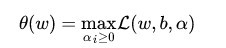 θ(w) = max_{α_i≥0} ℒ(w, b, α)